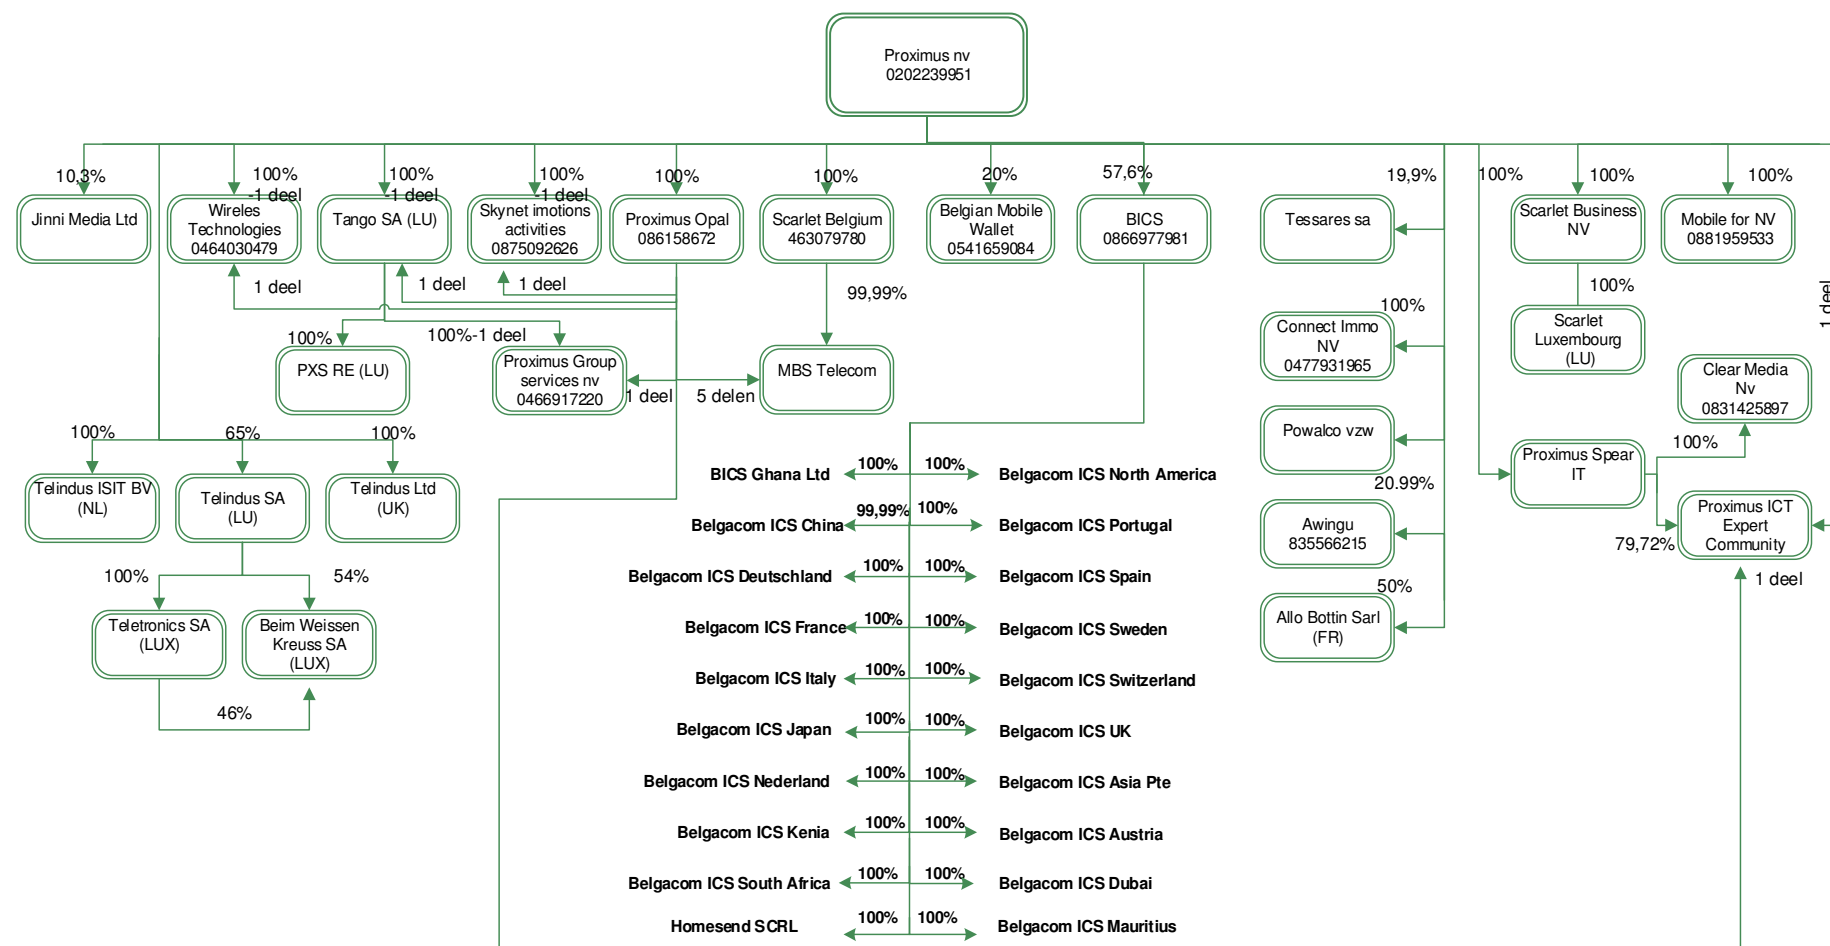 Proximus nv
0202239951
10,3%
100%
-1 deel
100%
-1 deel
100%
-1 deel
100%
100%
20%
57,6%
19,9%
100%
100%
100%
Jinni Media Ltd
Wireles
Technologies
0464030479
Tango SA (LU)
Skynet imotions
activities
0875092626
Proximus Opal
086158672
Scarlet Belgium
463079780
Belgian Mobile
Wallet
0541659084
BICS
0866977981
Tessares sa
Scarlet Business
NV
Mobile for NV
0881959533
1 deel
1 deel
1 deel
99,99%
100%
100%
1 deel
100%
100%-1 deel
PXS RE (LU)
Proximus Group
services nv
0466917220
1 deel
5 delen
MBS Telecom
Connect Immo
NV
0477931965
Scarlet
Luxembourg
(LU)
Clear Media
Nv
0831425897
100%
65%
100%
Telindus ISIT BV
(NL)
Telindus SA
(LU)
Telindus Ltd
(UK)
Powalco vzw
20.99%
Proximus Spear
IT
100%
Proximus ICT
Expert
Community
79,72%
1 deel
Awingu
835566215
50%
Allo Bottin Sarl
(FR)
100%
54%
Teletronics SA
(LUX)
Beim Weissen
Kreuss SA
(LUX)
46%
BICS Ghana Ltd 100% 100% Belgacom ICS North America
Belgacom ICS China 99,99% 100% Belgacom ICS Portugal
Belgacom ICS Deutschland 100% 100% Belgacom ICS Spain
Belgacom ICS France 100% 100% Belgacom ICS Sweden
Belgacom ICS Italy 100% 100% Belgacom ICS Switzerland
Belgacom ICS Japan 100% 100% Belgacom ICS UK
Belgacom ICS Nederland 100% 100% Belgacom ICS Asia Pte
Belgacom ICS Kenia 100% 100% Belgacom ICS Austria
Belgacom ICS South Africa 100% 100% Belgacom ICS Dubai
Homesend SCRL 100% 100% Belgacom ICS Mauritius